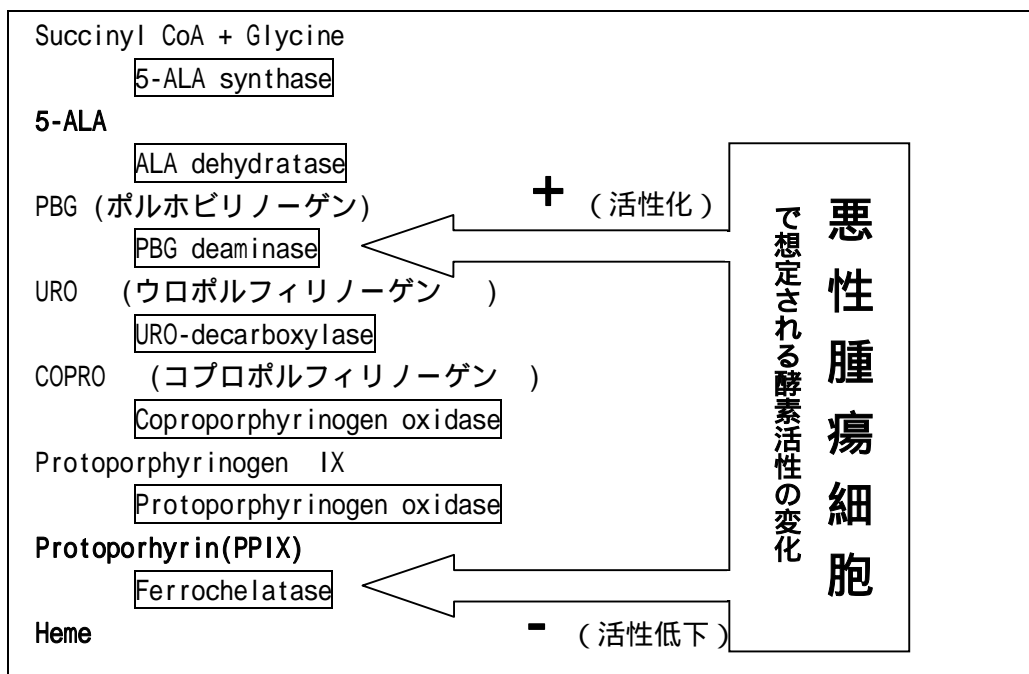 Succinyl CoA + Glycine
5-ALA synthase
5-ALA
ALA dehydratase
PBG (ポルホビリノーゲン)
PBG deaminase
URO (ウロポルフィリノーゲン )
URO-decarboxylase
COPRO (コプロポルフィリノーゲン )
Coproporphyrinogen oxidase
Protoporphyrinogen IX
Protoporphyrinogen oxidase
Protoporhyrin(PPIX)
Ferrochelatase
Heme
+ (活性化)
- (活性低下)
悪性腫瘍細胞
で想定される酵素活性の変化